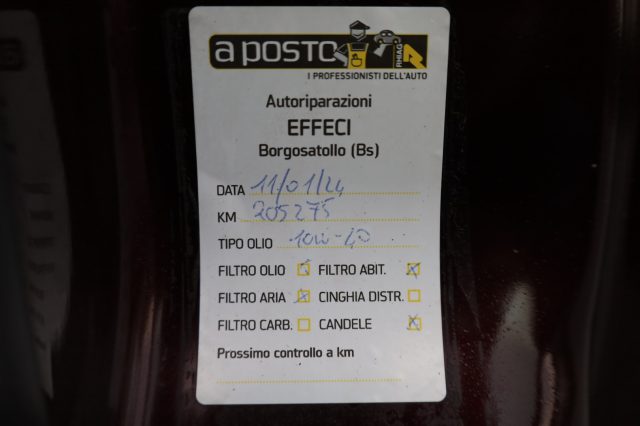 a POSTO RHIAG
I PROFESSIONISTI DELL'AUTO
Autoriparazioni
EFFECI
Borgosatollo (Bs)
DATA 11/01/24
KM 205275
TIPO OLIO 10W-40
FILTRO OLIO FILTRO ABIT.
FILTRO ARIA CINGHIA DISTR.
FILTRO CARB. CANDELE
Prossimo controllo a km